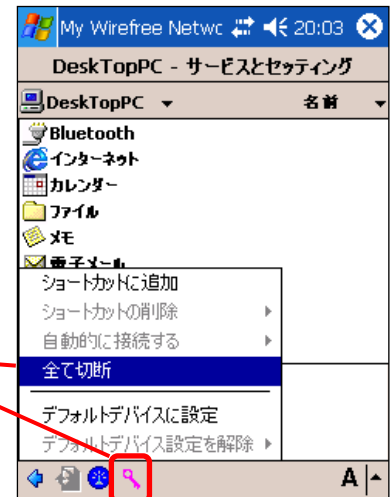 My Wirefree Netwc 20:03
DeskTopPC - サービスとセッティング
DeskTopPC 名前
Bluetooth
インターネット
カレンダー
ファイル
メモ
電子メール
ショートカットに追加
ショートカットの削除
自動的に接続する
全て切断
デフォルトデバイスに設定
デフォルトデバイス設定を解除
A